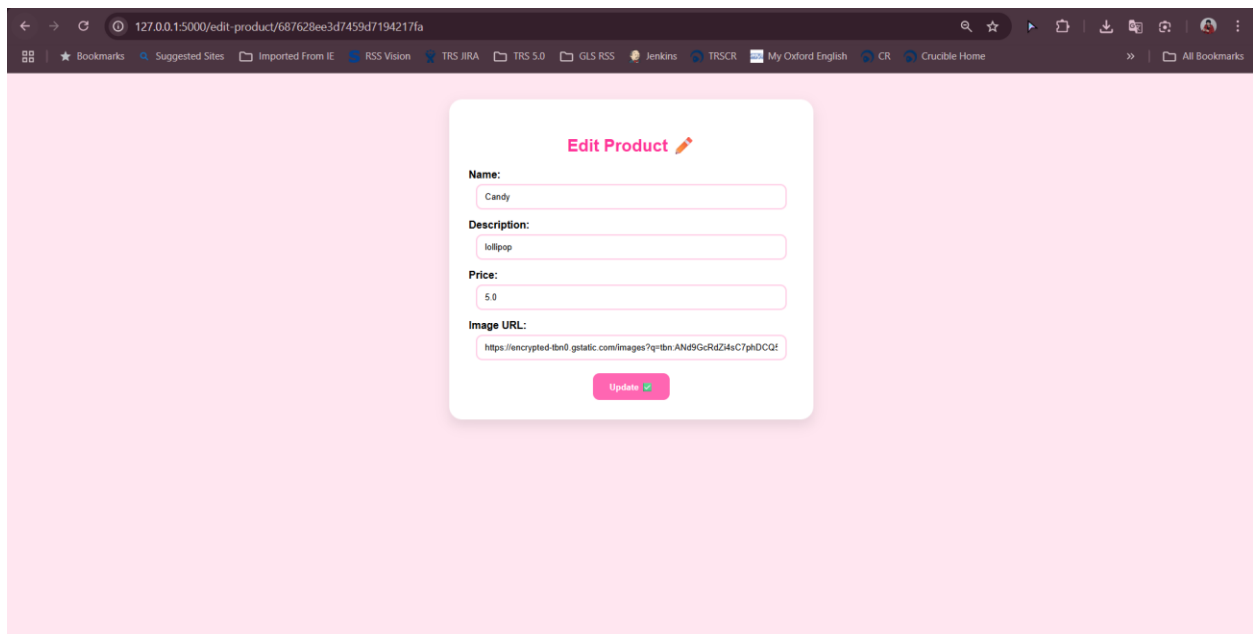 127.0.0.1:5000/edit-product/687628ee3d7459d7194217fa
Bookmarks Suggested Sites Imported From IE RSS Vision TRS JIRA TRS 5.0 GLS RSS Jenkins TRSCR My Oxford English CR Crucible Home » All Bookmarks
Edit Product
Name:
Candy
Description:
lollipop
Price:
5.0
Image URL:
https://encrypted-tbn0.gstatic.com/images?q=tbn:ANd9GcRdZi4sC7phDCQ5
Update